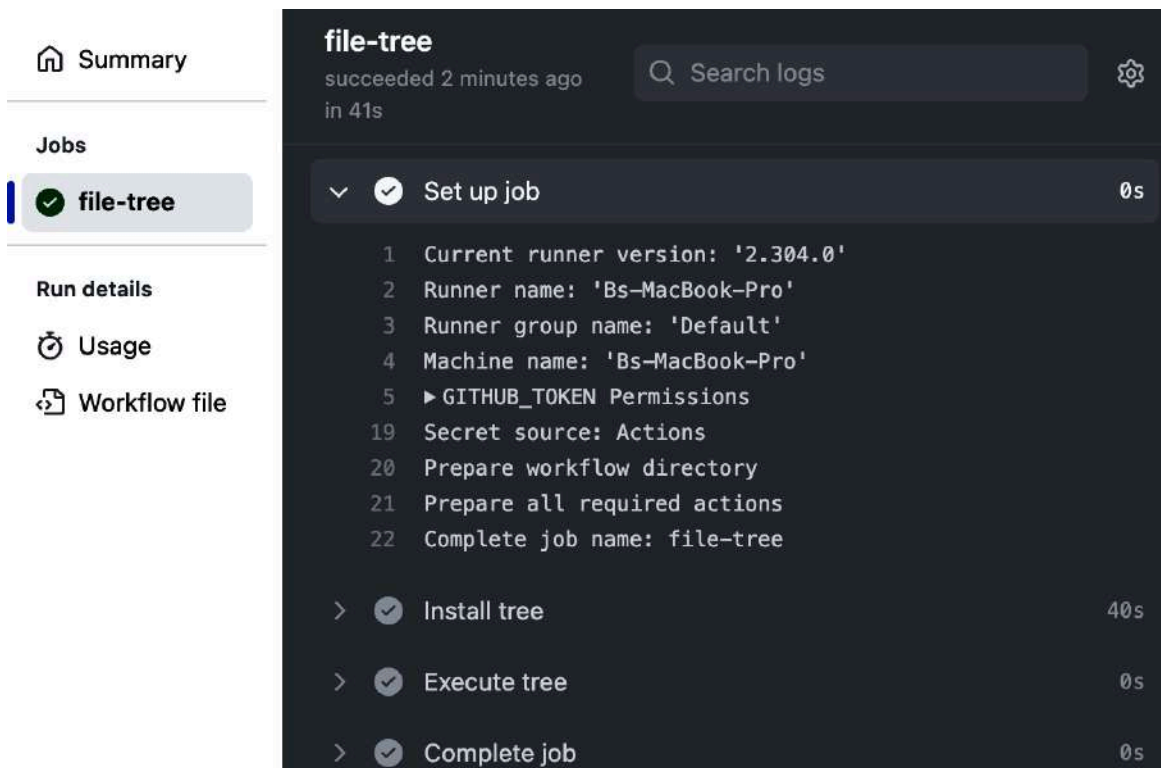 Summary
Jobs
file-tree
Run details
Usage
Workflow file
file-tree
succeeded 2 minutes ago
in 41s
Search logs
Set up job 0s
1 Current runner version: '2.304.0'
2 Runner name: 'Bs-MacBook-Pro'
3 Runner group name: 'Default'
4 Machine name: 'Bs-MacBook-Pro'
5 ▶ GITHUB_TOKEN Permissions
19 Secret source: Actions
20 Prepare workflow directory
21 Prepare all required actions
22 Complete job name: file-tree
Install tree 40s
Execute tree 0s
Complete job 0s